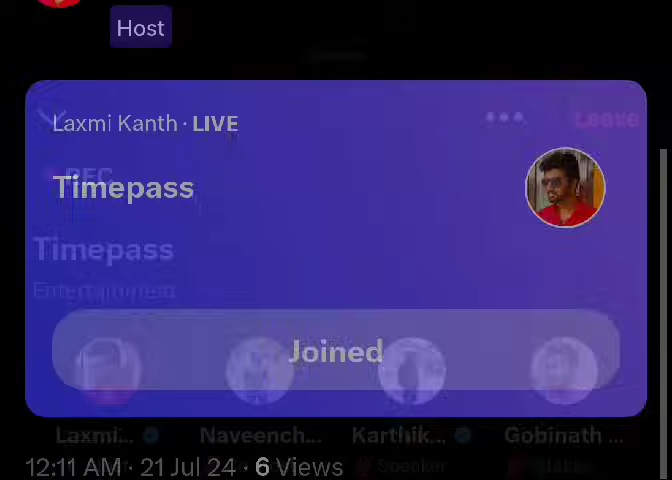 Host
Laxmi Kanth · LIVE
Leave
REC
Timepass
Timepass
Entertainment
Joined
Laxmi... Naveench... Karthik... Gobinath ...
12:11 AM · 21 Jul 24 · 6 Views
Speaker